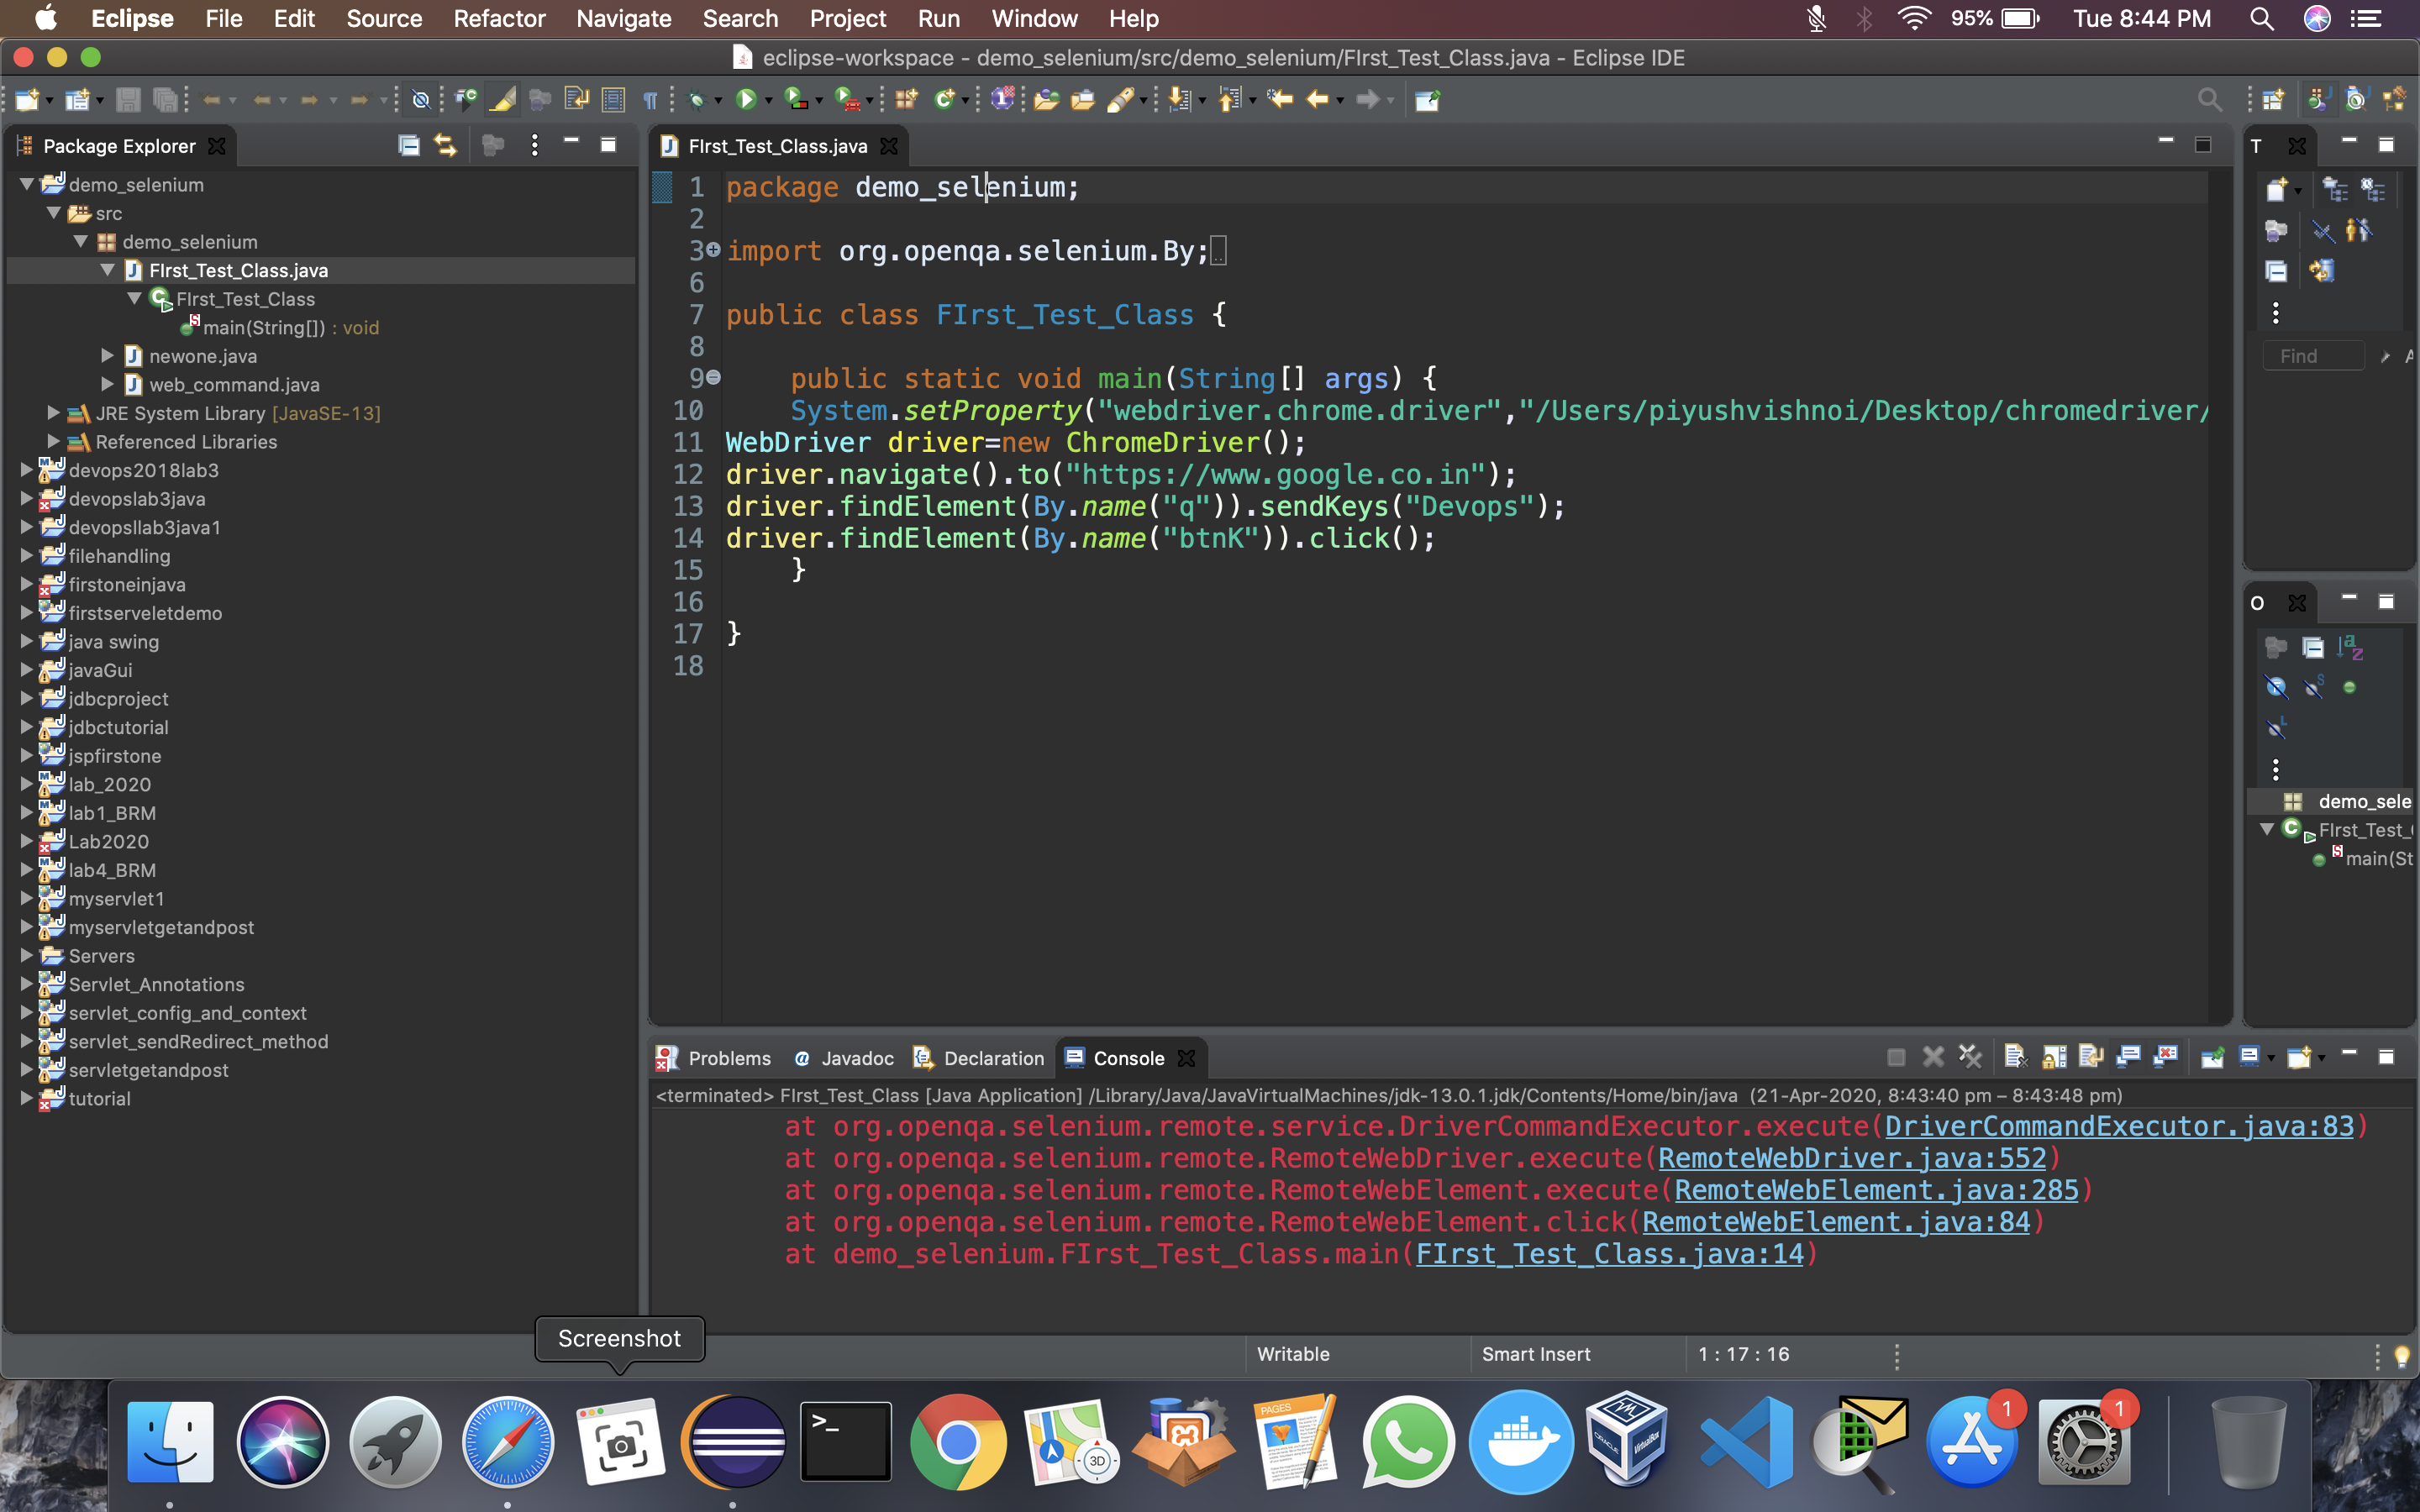 Eclipse File Edit Source Refactor Navigate Search Project Run Window Help 95% Tue 8:44 PM
eclipse-workspace - demo_selenium/src/demo_selenium/FIrst_Test_Class.java - Eclipse IDE
Package Explorer
demo_selenium
src
demo_selenium
FIrst_Test_Class.java
FIrst_Test_Class
main(String[]) : void
newone.java
web_command.java
JRE System Library [JavaSE-13]
Referenced Libraries
devops2018lab3
devopslab3java
devopsllab3java1
filehandling
firstoneinjava
firstserveletdemo
java swing
javaGui
jdbcproject
jdbctutorial
jspfirstone
lab_2020
lab1_BRM
Lab2020
lab4_BRM
myservlet1
myservletgetandpost
Servers
Servlet_Annotations
servlet_config_and_context
servlet_sendRedirect_method
servletgetandpost
tutorial
FIrst_Test_Class.java
1 package demo_selenium;
2
3 import org.openqa.selenium.By;
6
7 public class FIrst_Test_Class {
8
9 public static void main(String[] args) {
10 System.setProperty("webdriver.chrome.driver","/Users/piyushvishnoi/Desktop/chromedriver/
11 WebDriver driver=new ChromeDriver();
12 driver.navigate().to("https://www.google.co.in");
13 driver.findElement(By.name("q")).sendKeys("Devops");
14 driver.findElement(By.name("btnK")).click();
15 }
16
17 }
18
T
Find
O
demo_sele
FIrst_Test_
main(St
Problems Javadoc Declaration Console
<terminated> FIrst_Test_Class [Java Application] /Library/Java/JavaVirtualMachines/jdk-13.0.1.jdk/Contents/Home/bin/java (21-Apr-2020, 8:43:40 pm – 8:43:48 pm)
at org.openqa.selenium.remote.service.DriverCommandExecutor.execute(DriverCommandExecutor.java:83)
at org.openqa.selenium.remote.RemoteWebDriver.execute(RemoteWebDriver.java:552)
at org.openqa.selenium.remote.RemoteWebElement.execute(RemoteWebElement.java:285)
at org.openqa.selenium.remote.RemoteWebElement.click(RemoteWebElement.java:84)
at demo_selenium.FIrst_Test_Class.main(FIrst_Test_Class.java:14)
Screenshot
Writable Smart Insert 1 : 17 : 16
PAGES
3D
1
1